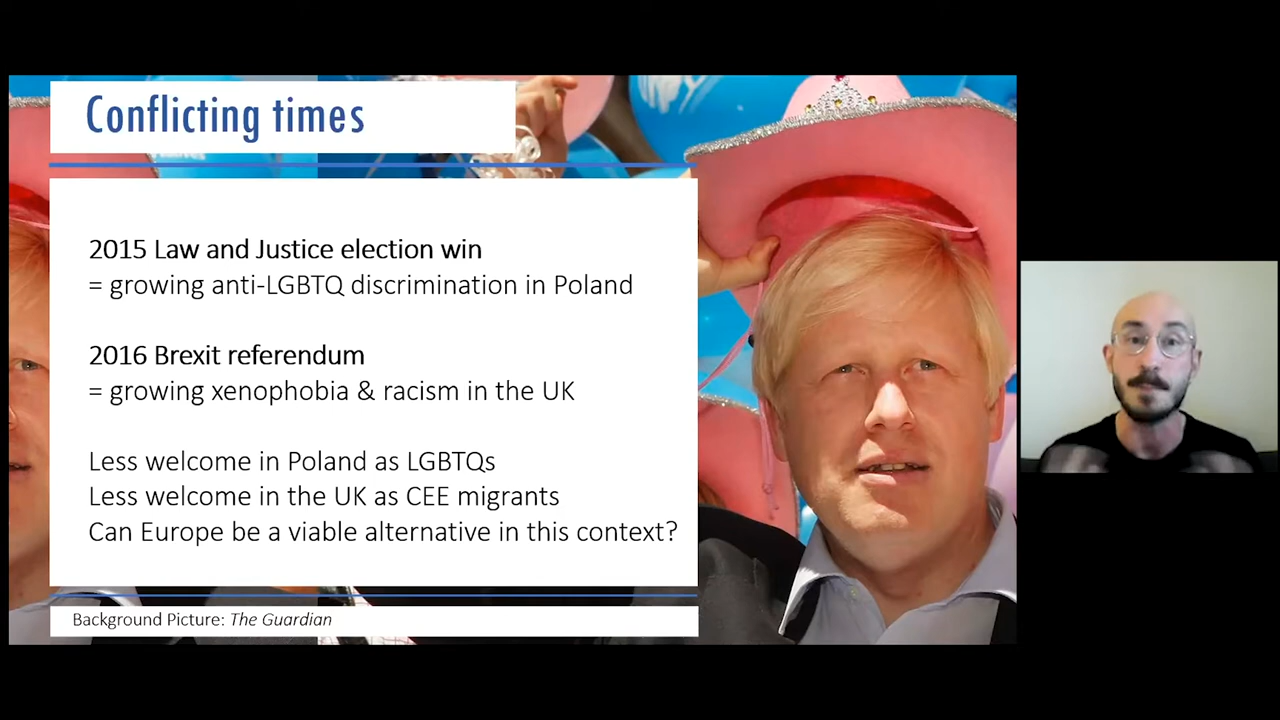 Conflicting times
2015 Law and Justice election win
= growing anti-LGBTQ discrimination in Poland
2016 Brexit referendum
= growing xenophobia & racism in the UK
Less welcome in Poland as LGBTQs
Less welcome in the UK as CEE migrants
Can Europe be a viable alternative in this context?
Background Picture: The Guardian